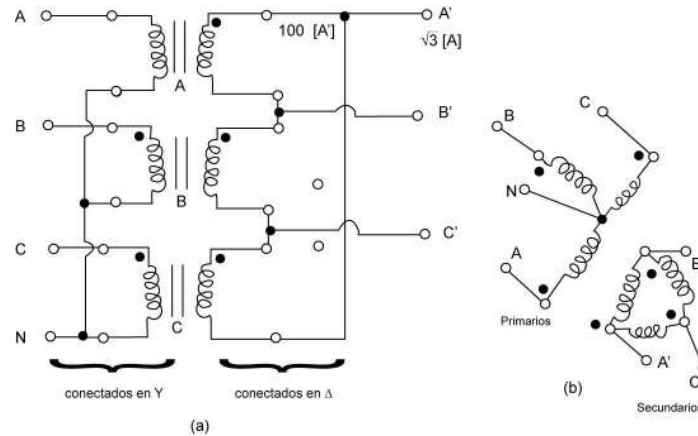 A
100 [A']
A'
√3 [A]
A
B'
B
B
C'
C
C
N
conectados en Y
conectados en Δ
(a)
B
C
N
A
Primarios
B
A'
C
Secundarios
(b)